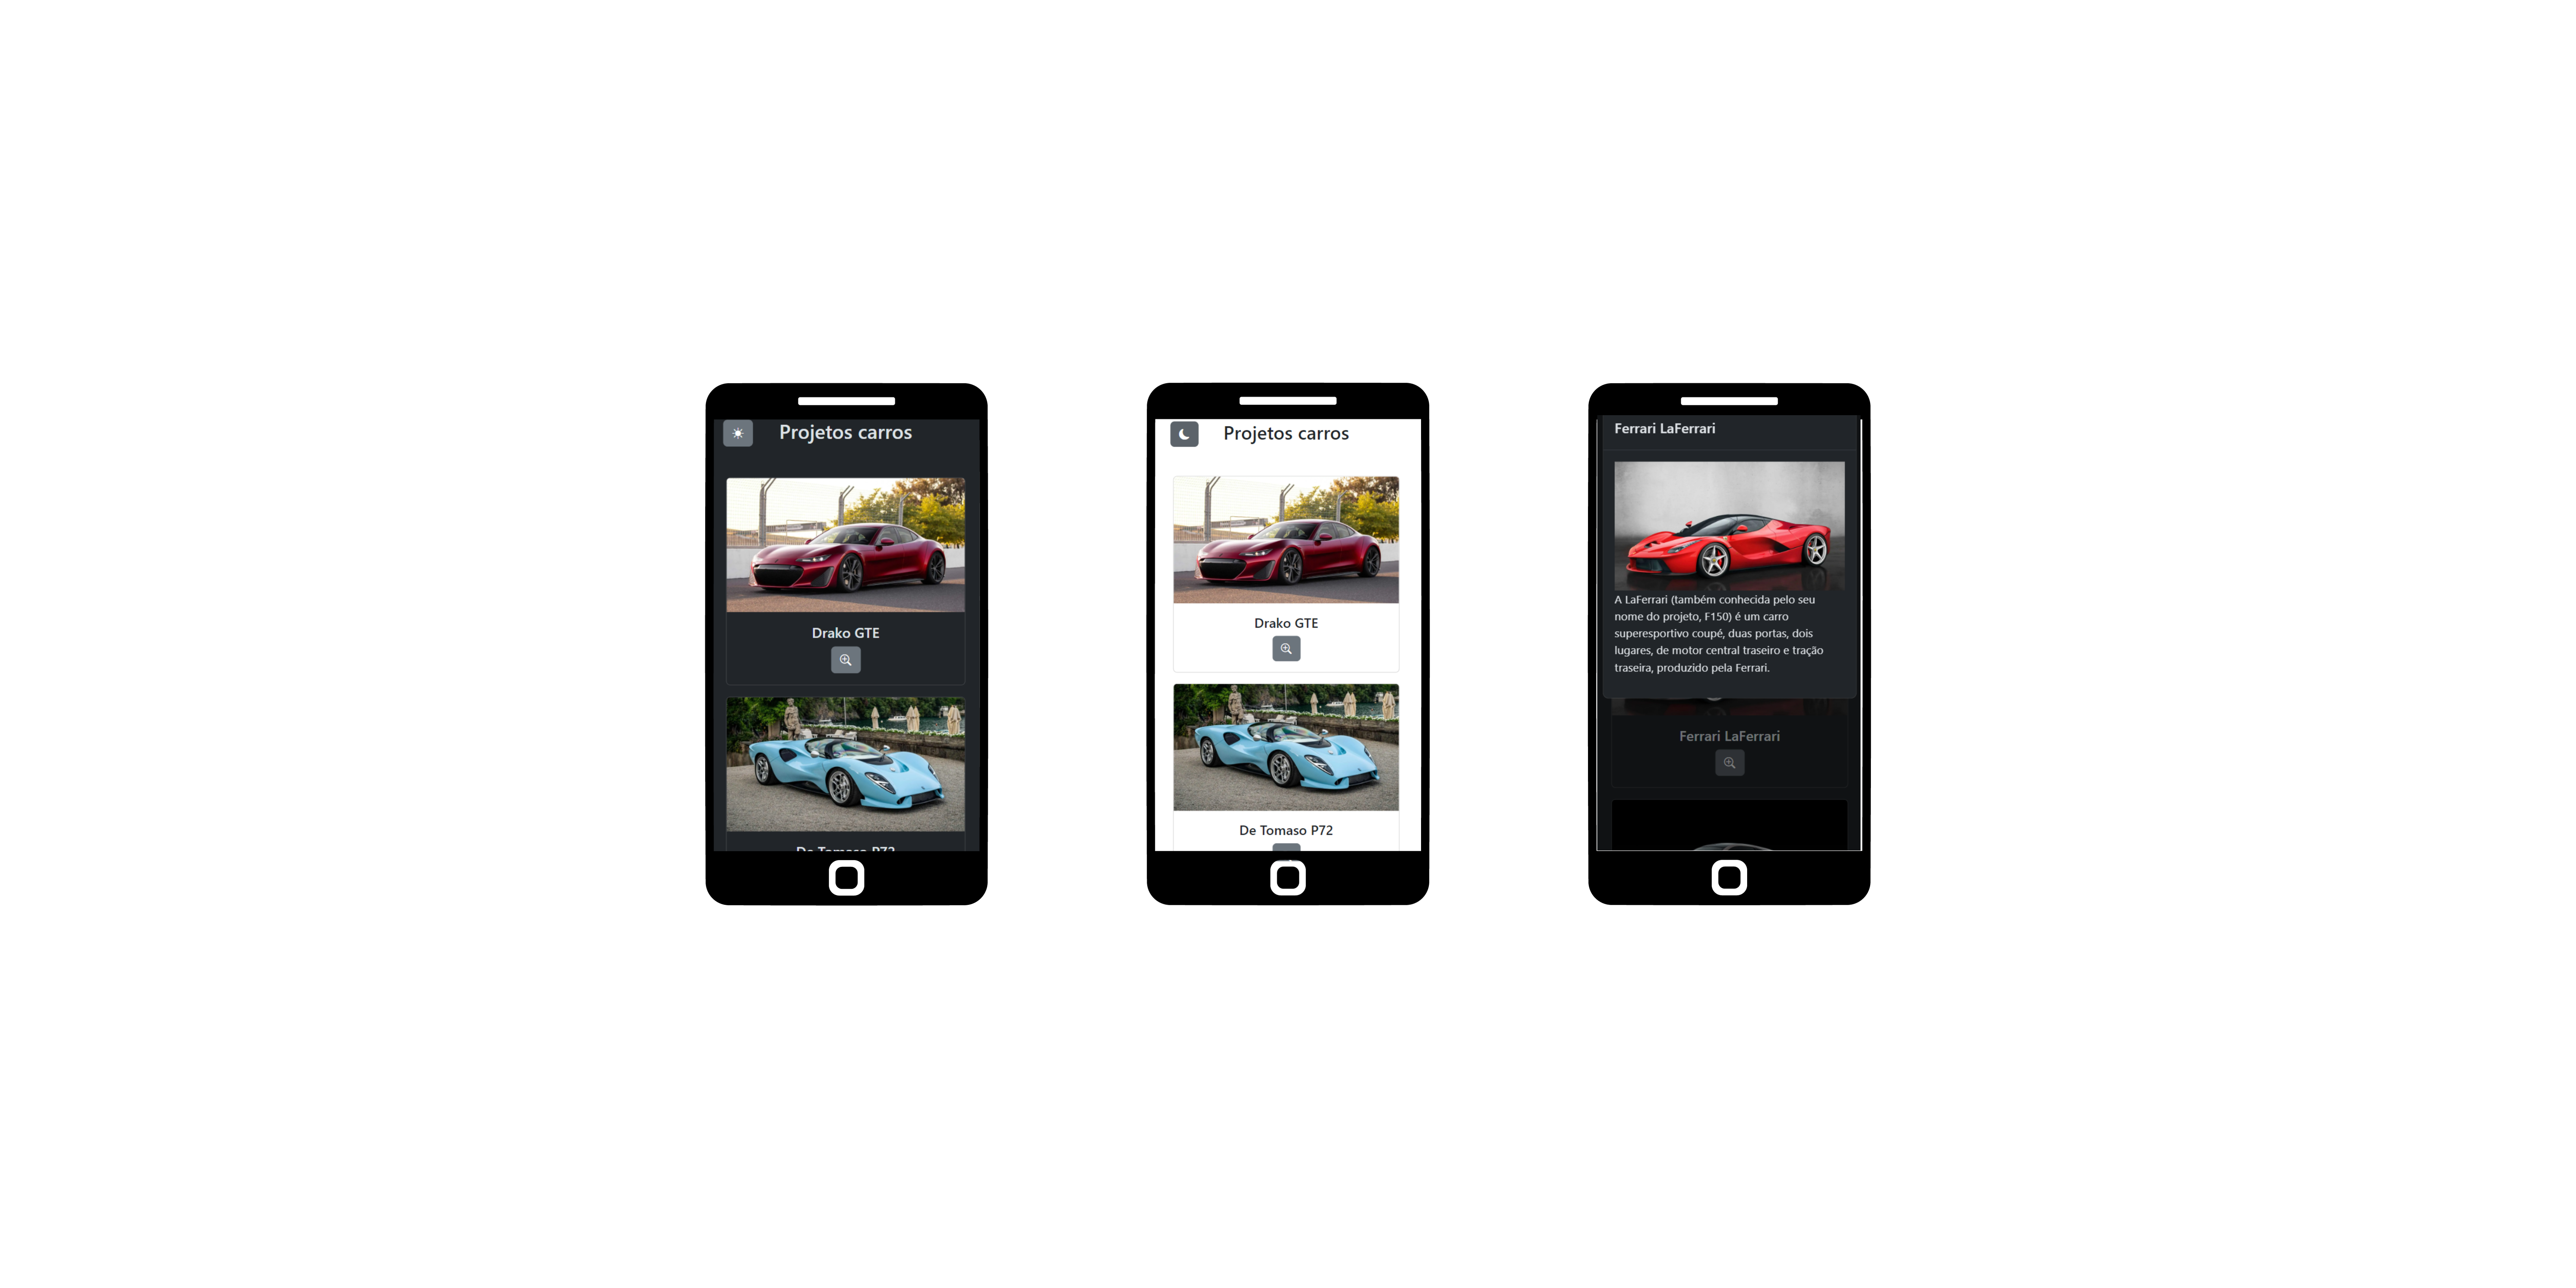 Projetos carros
Drako GTE
De Tomaso P72
Projetos carros
Drako GTE
De Tomaso P72
Ferrari LaFerrari
A LaFerrari (também conhecida pelo seu
nome do projeto, F150) é um carro
superesportivo coupé, duas portas, dois
lugares, de motor central traseiro e tração
traseira, produzido pela Ferrari.
Ferrari LaFerrari